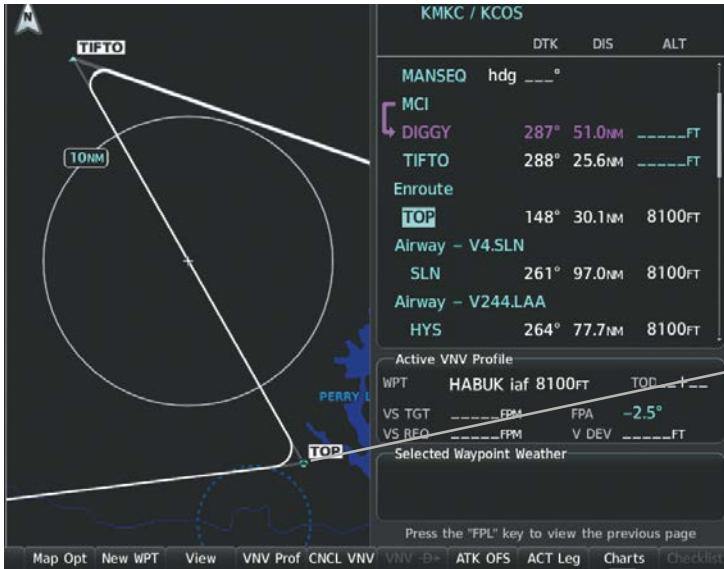 N
TIFTO
10NM
PERRY L
TOP
KMKC / KCOS
DTK DIS ALT
MANSEQ hdg ___°
MCI
DIGGY 287° 51.0NM _____FT
TIFTO 288° 25.6NM _____FT
Enroute
TOP 148° 30.1NM 8100FT
Airway – V4.SLN
SLN 261° 97.0NM 8100FT
Airway – V244.LAA
HYS 264° 77.7NM 8100FT
Active VNV Profile
WPT HABUK iaf 8100FT TOD __+__
VS TGT _____FPM FPA -2.5°
VS REQ _____FPM V DEV _____FT
Selected Waypoint Weather
Press the "FPL" key to view the previous page
Map Opt New WPT View VNV Prof CNCL VNV VNV -D→ ATK OFS ACT Leg Charts Checklist